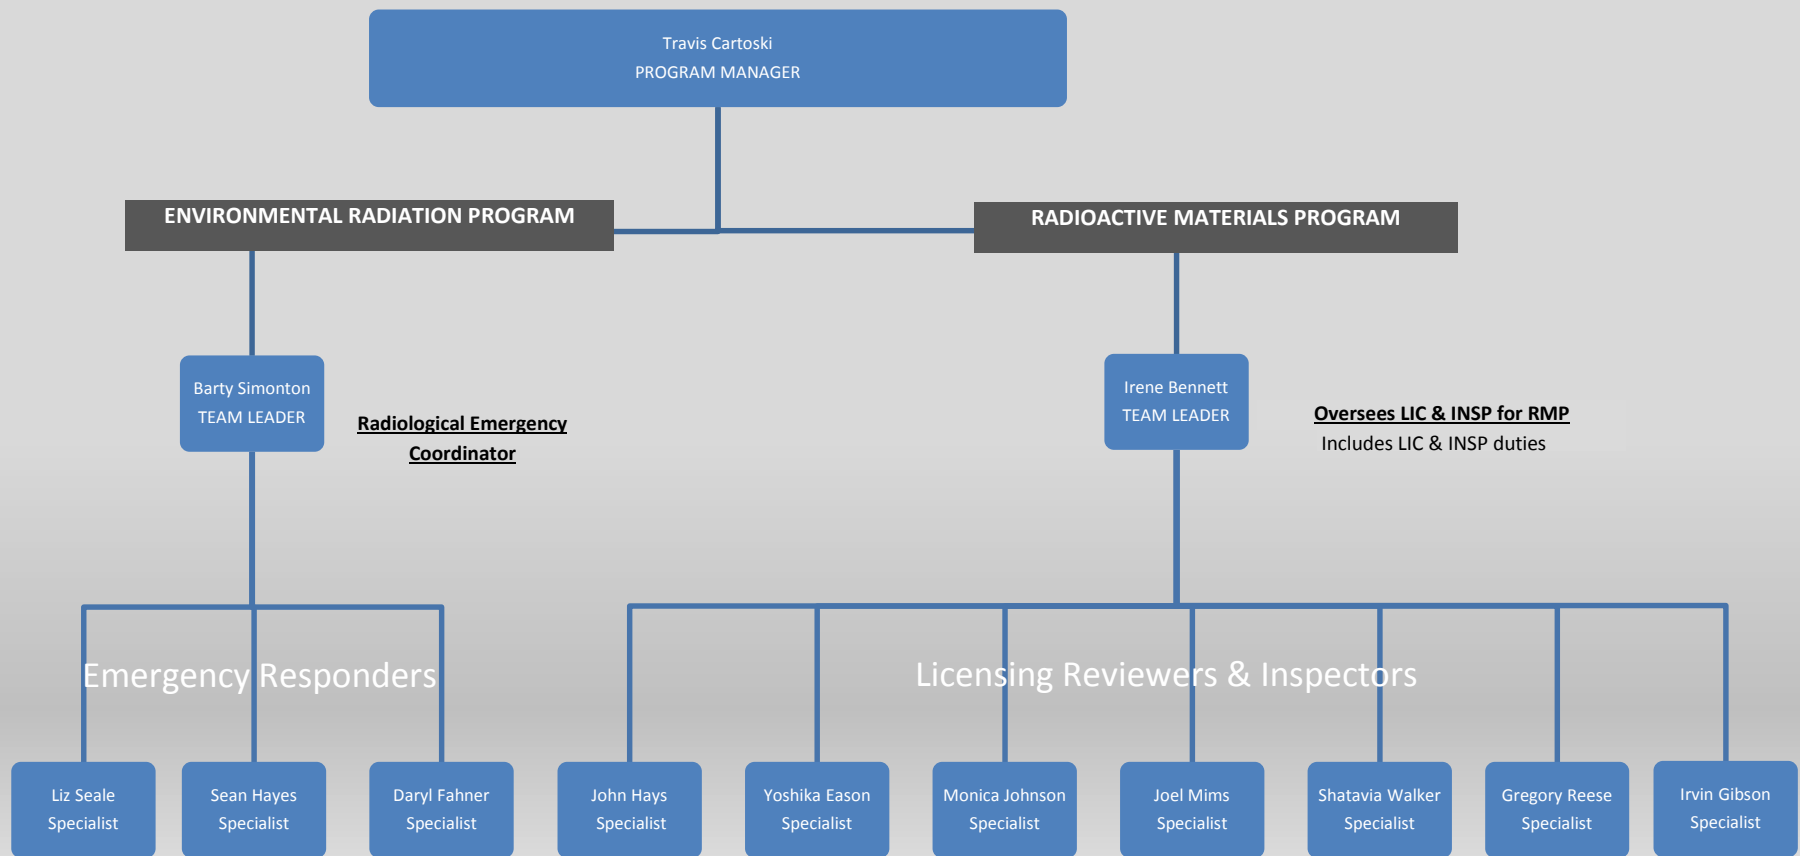 Travis Cartoski
PROGRAM MANAGER
ENVIRONMENTAL RADIATION PROGRAM
RADIOACTIVE MATERIALS PROGRAM
Barty Simonton
TEAM LEADER
Radiological Emergency
Coordinator
Irene Bennett
TEAM LEADER
Oversees LIC & INSP for RMP
Includes LIC & INSP duties
Emergency Responders
Licensing Reviewers & Inspectors
Liz Seale
Specialist
Sean Hayes
Specialist
Daryl Fahner
Specialist
John Hays
Specialist
Yoshika Eason
Specialist
Monica Johnson
Specialist
Joel Mims
Specialist
Shatavia Walker
Specialist
Gregory Reese
Specialist
Irvin Gibson
Specialist